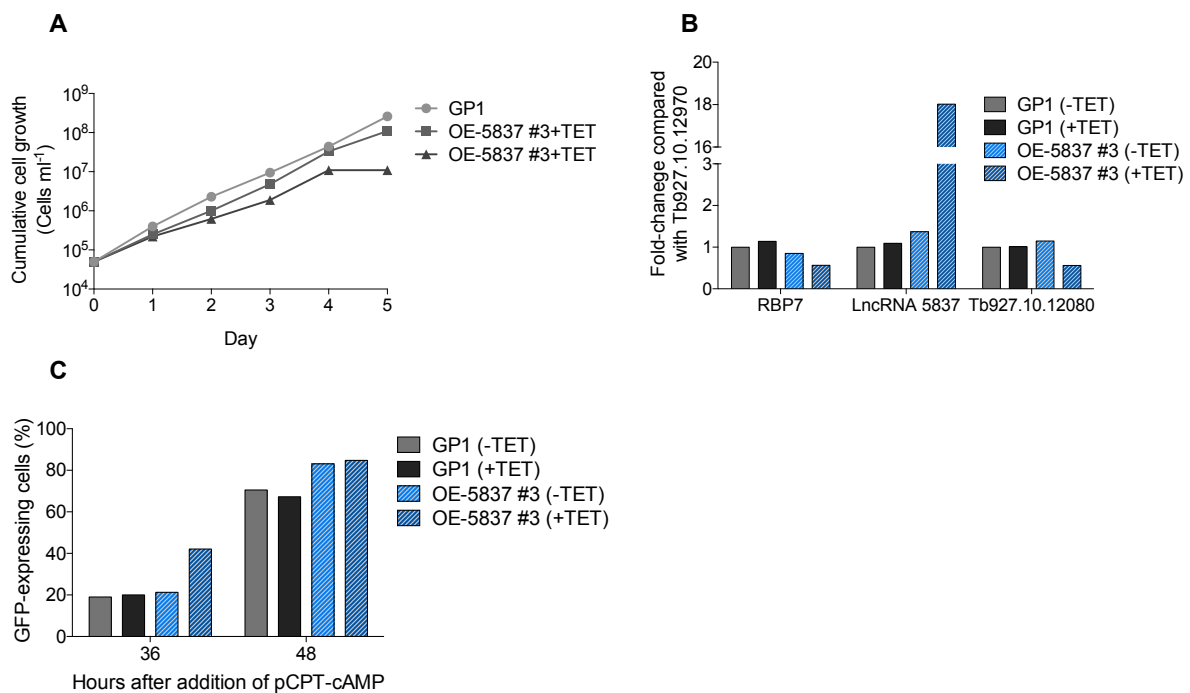 A
Cumulative cell growth
(Cells ml⁻¹)
10⁹
10⁸
10⁷
10⁶
10⁵
10⁴
0 1 2 3 4 5
Day
GP1
OE-5837 #3+TET
OE-5837 #3+TET
B
Fold-chanege compared
with Tb927.10.12970
20
18
16
3
2
1
0
RBP7 LncRNA 5837 Tb927.10.12080
GP1 (-TET)
GP1 (+TET)
OE-5837 #3 (-TET)
OE-5837 #3 (+TET)
C
GFP-expressing cells (%)
100
80
60
40
20
0
36 48
Hours after addition of pCPT-cAMP
GP1 (-TET)
GP1 (+TET)
OE-5837 #3 (-TET)
OE-5837 #3 (+TET)